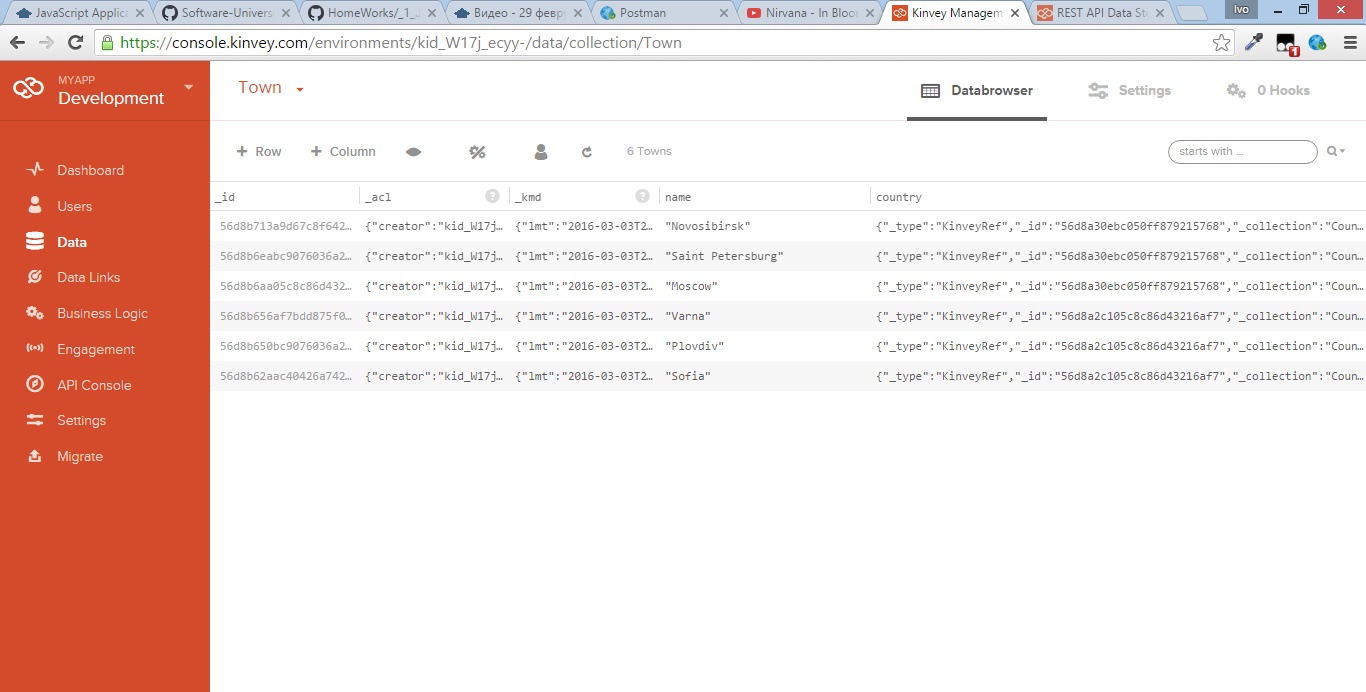 JavaScript Applica
Software-Univers
HomeWorks/_1_
Видео - 29 февру
Postman
Nirvana - In Bloom
Kinvey Managem
REST API Data Sto
Ivo
https://console.kinvey.com/environments/kid_W17j_ecyy-/data/collection/Town
1
MYAPP
Development
Town
Databrowser
Settings
0 Hooks
Dashboard
Users
Data
Data Links
Business Logic
Engagement
API Console
Settings
Migrate
+ Row
+ Column
6 Towns
starts with ...
_id _acl ? _kmd ? name country
56d8b713a9d67c8f642... {"creator":"kid_W17j... {"lmt":"2016-03-03T2... "Novosibirsk" {"_type":"KinveyRef","_id":"56d8a30ebc050ff879215768","_collection":"Coun...
56d8b6eabc9076036a2... {"creator":"kid_W17j... {"lmt":"2016-03-03T2... "Saint Petersburg" {"_type":"KinveyRef","_id":"56d8a30ebc050ff879215768","_collection":"Coun...
56d8b6aa05c8c86d432... {"creator":"kid_W17j... {"lmt":"2016-03-03T2... "Moscow" {"_type":"KinveyRef","_id":"56d8a30ebc050ff879215768","_collection":"Coun...
56d8b656af7bdd875f0... {"creator":"kid_W17j... {"lmt":"2016-03-03T2... "Varna" {"_type":"KinveyRef","_id":"56d8a2c105c8c86d43216af7","_collection":"Coun...
56d8b650bc9076036a2... {"creator":"kid_W17j... {"lmt":"2016-03-03T2... "Plovdiv" {"_type":"KinveyRef","_id":"56d8a2c105c8c86d43216af7","_collection":"Coun...
56d8b62aac40426a742... {"creator":"kid_W17j... {"lmt":"2016-03-03T2... "Sofia" {"_type":"KinveyRef","_id":"56d8a2c105c8c86d43216af7","_collection":"Coun...